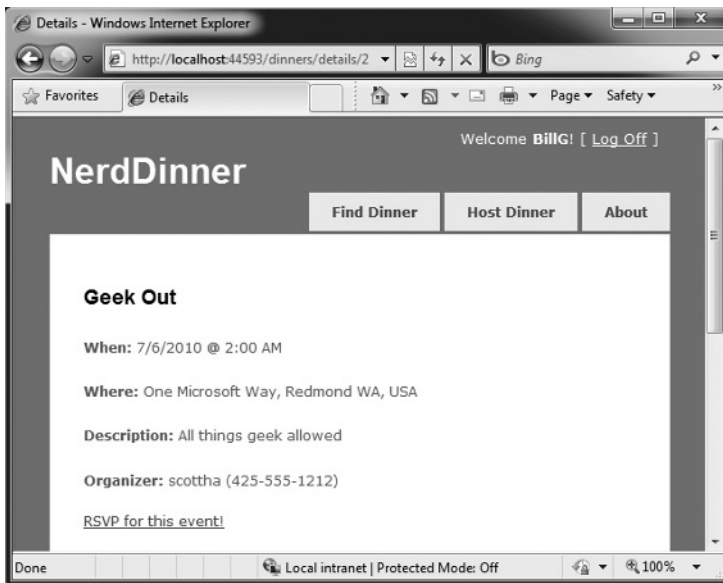 Details - Windows Internet Explorer
http://localhost:44593/dinners/details/2
Bing
Favorites
Details
Page
Safety
Welcome BillG! [ Log Off ]
NerdDinner
Find Dinner
Host Dinner
About
Geek Out
When: 7/6/2010 @ 2:00 AM
Where: One Microsoft Way, Redmond WA, USA
Description: All things geek allowed
Organizer: scottha (425-555-1212)
RSVP for this event!
Done
Local intranet | Protected Mode: Off
100%